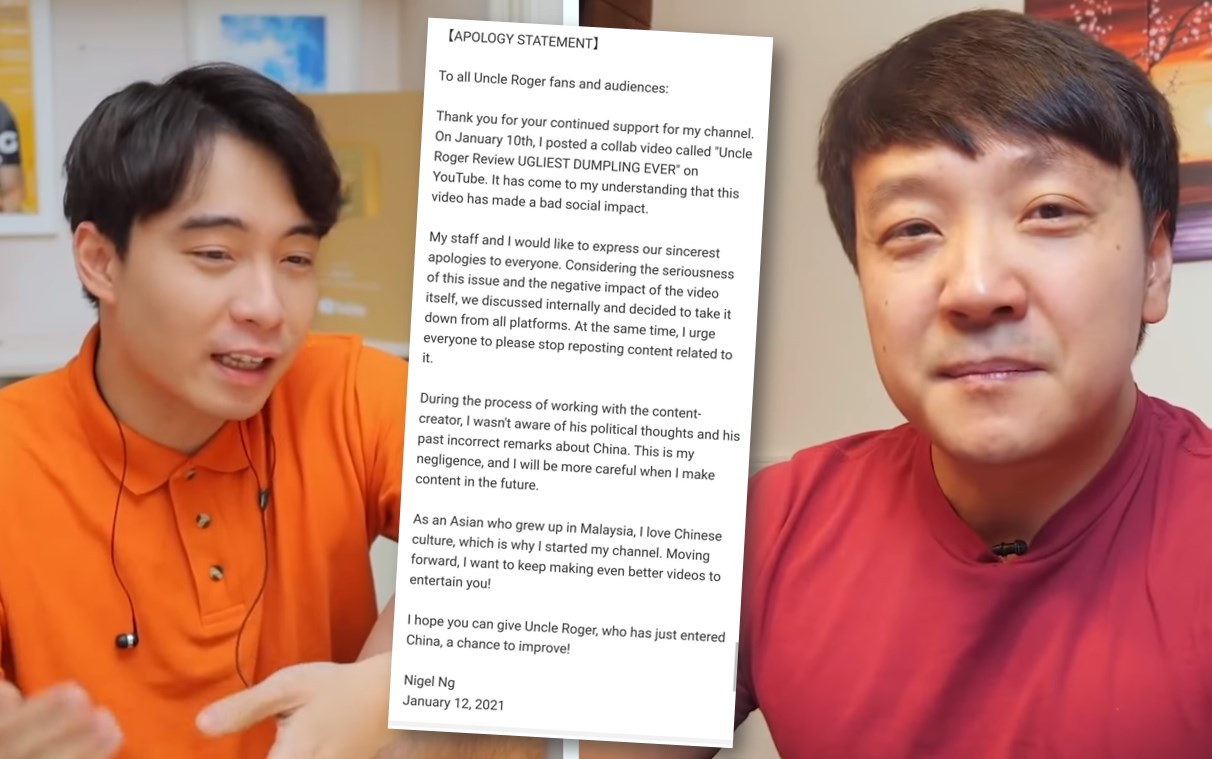 【APOLOGY STATEMENT】
To all Uncle Roger fans and audiences:
Thank you for your continued support for my channel.
On January 10th, I posted a collab video called "Uncle
Roger Review UGLIEST DUMPLING EVER" on
YouTube. It has come to my understanding that this
video has made a bad social impact.
My staff and I would like to express our sincerest
apologies to everyone. Considering the seriousness
of this issue and the negative impact of the video
itself, we discussed internally and decided to take it
down from all platforms. At the same time, I urge
everyone to please stop reposting content related to
it.
During the process of working with the content-
creator, I wasn't aware of his political thoughts and his
past incorrect remarks about China. This is my
negligence, and I will be more careful when I make
content in the future.
As an Asian who grew up in Malaysia, I love Chinese
culture, which is why I started my channel. Moving
forward, I want to keep making even better videos to
entertain you!
I hope you can give Uncle Roger, who has just entered
China, a chance to improve!
Nigel Ng
January 12, 2021